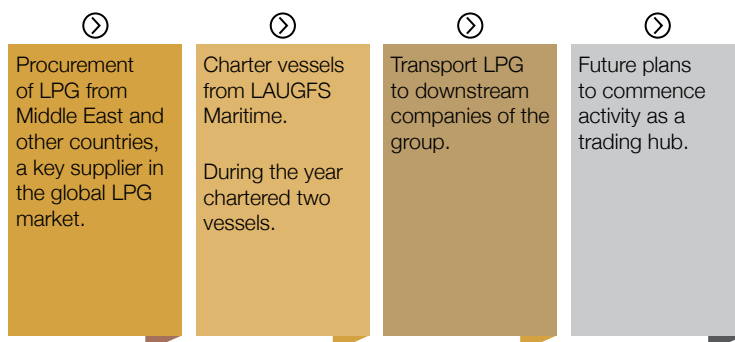 Procurement
of LPG from
Middle East and
other countries,
a key supplier in
the global LPG
market.
Charter vessels
from LAUGFS
Maritime.
During the year
chartered two
vessels.
Transport LPG
to downstream
companies of the
group.
Future plans
to commence
activity as a
trading hub.